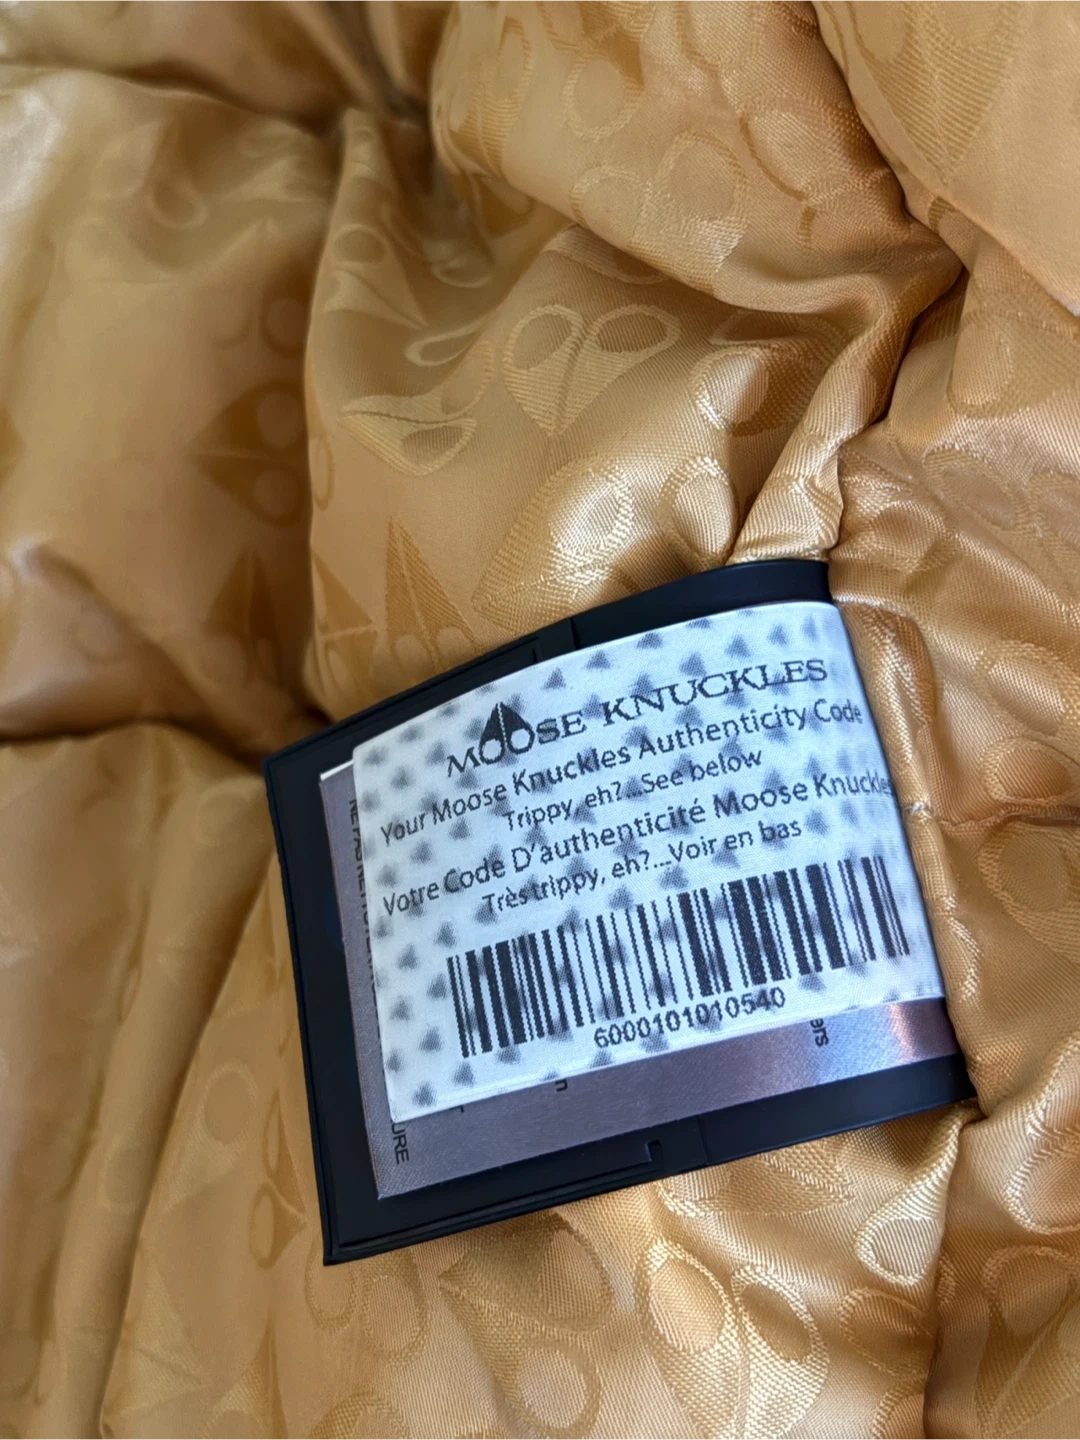 MOOSE KNUCKLES
Your Moose Knuckles Authenticity Code
Trippy, eh?...See below
Votre Code D'authenticité Moose Knuckles
Très trippy, eh?...Voir en bas
6000101010540